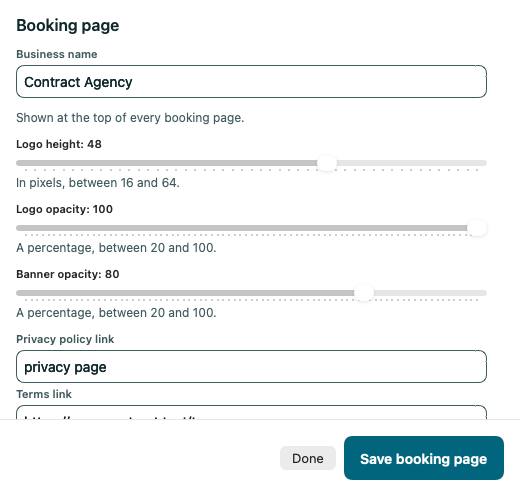 Booking page
Business name
Contract Agency
Shown at the top of every booking page.
Logo height: 48
In pixels, between 16 and 64.
Logo opacity: 100
A percentage, between 20 and 100.
Banner opacity: 80
A percentage, between 20 and 100.
Privacy policy link
privacy page
Terms link
Done
Save booking page